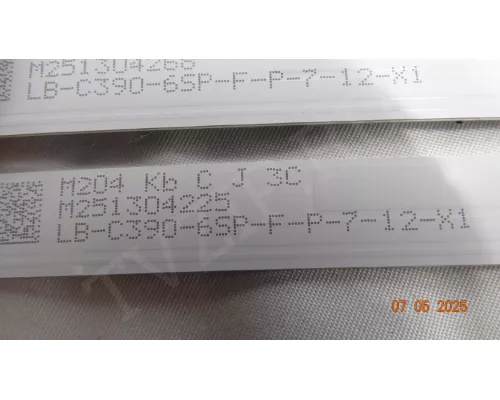 M251304268
LB-C390-6SP-F-P-7-12-X1
M204 Kb C J 3C
M251304225
LB-C390-6SP-F-P-7-12-X1
07 05 2025